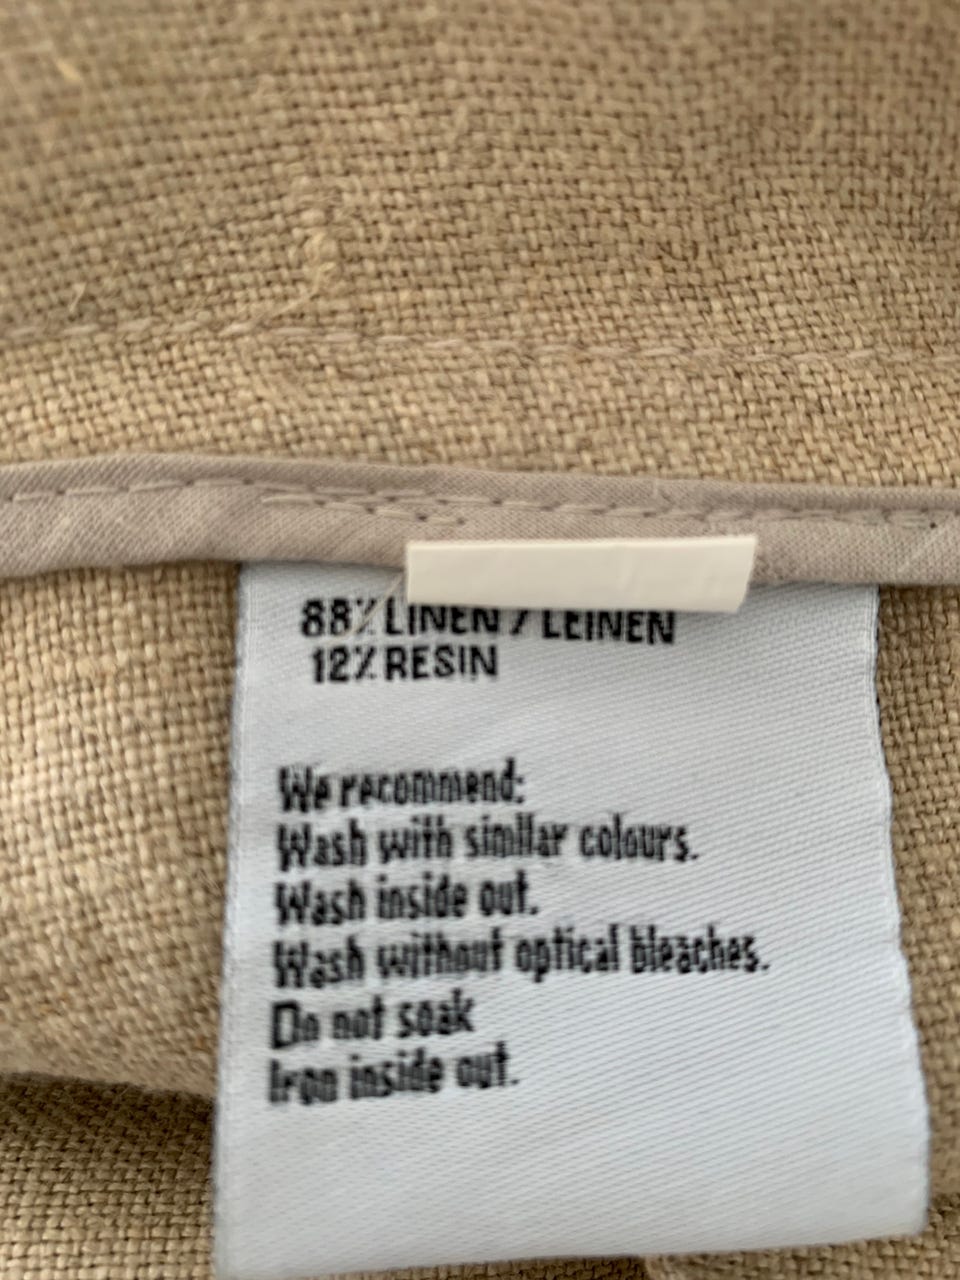 88% LINEN / LEINEN
12% RESIN
We recommend:
Wash with similar colours.
Wash inside out.
Wash without optical bleaches.
Do not soak
Iron inside out.